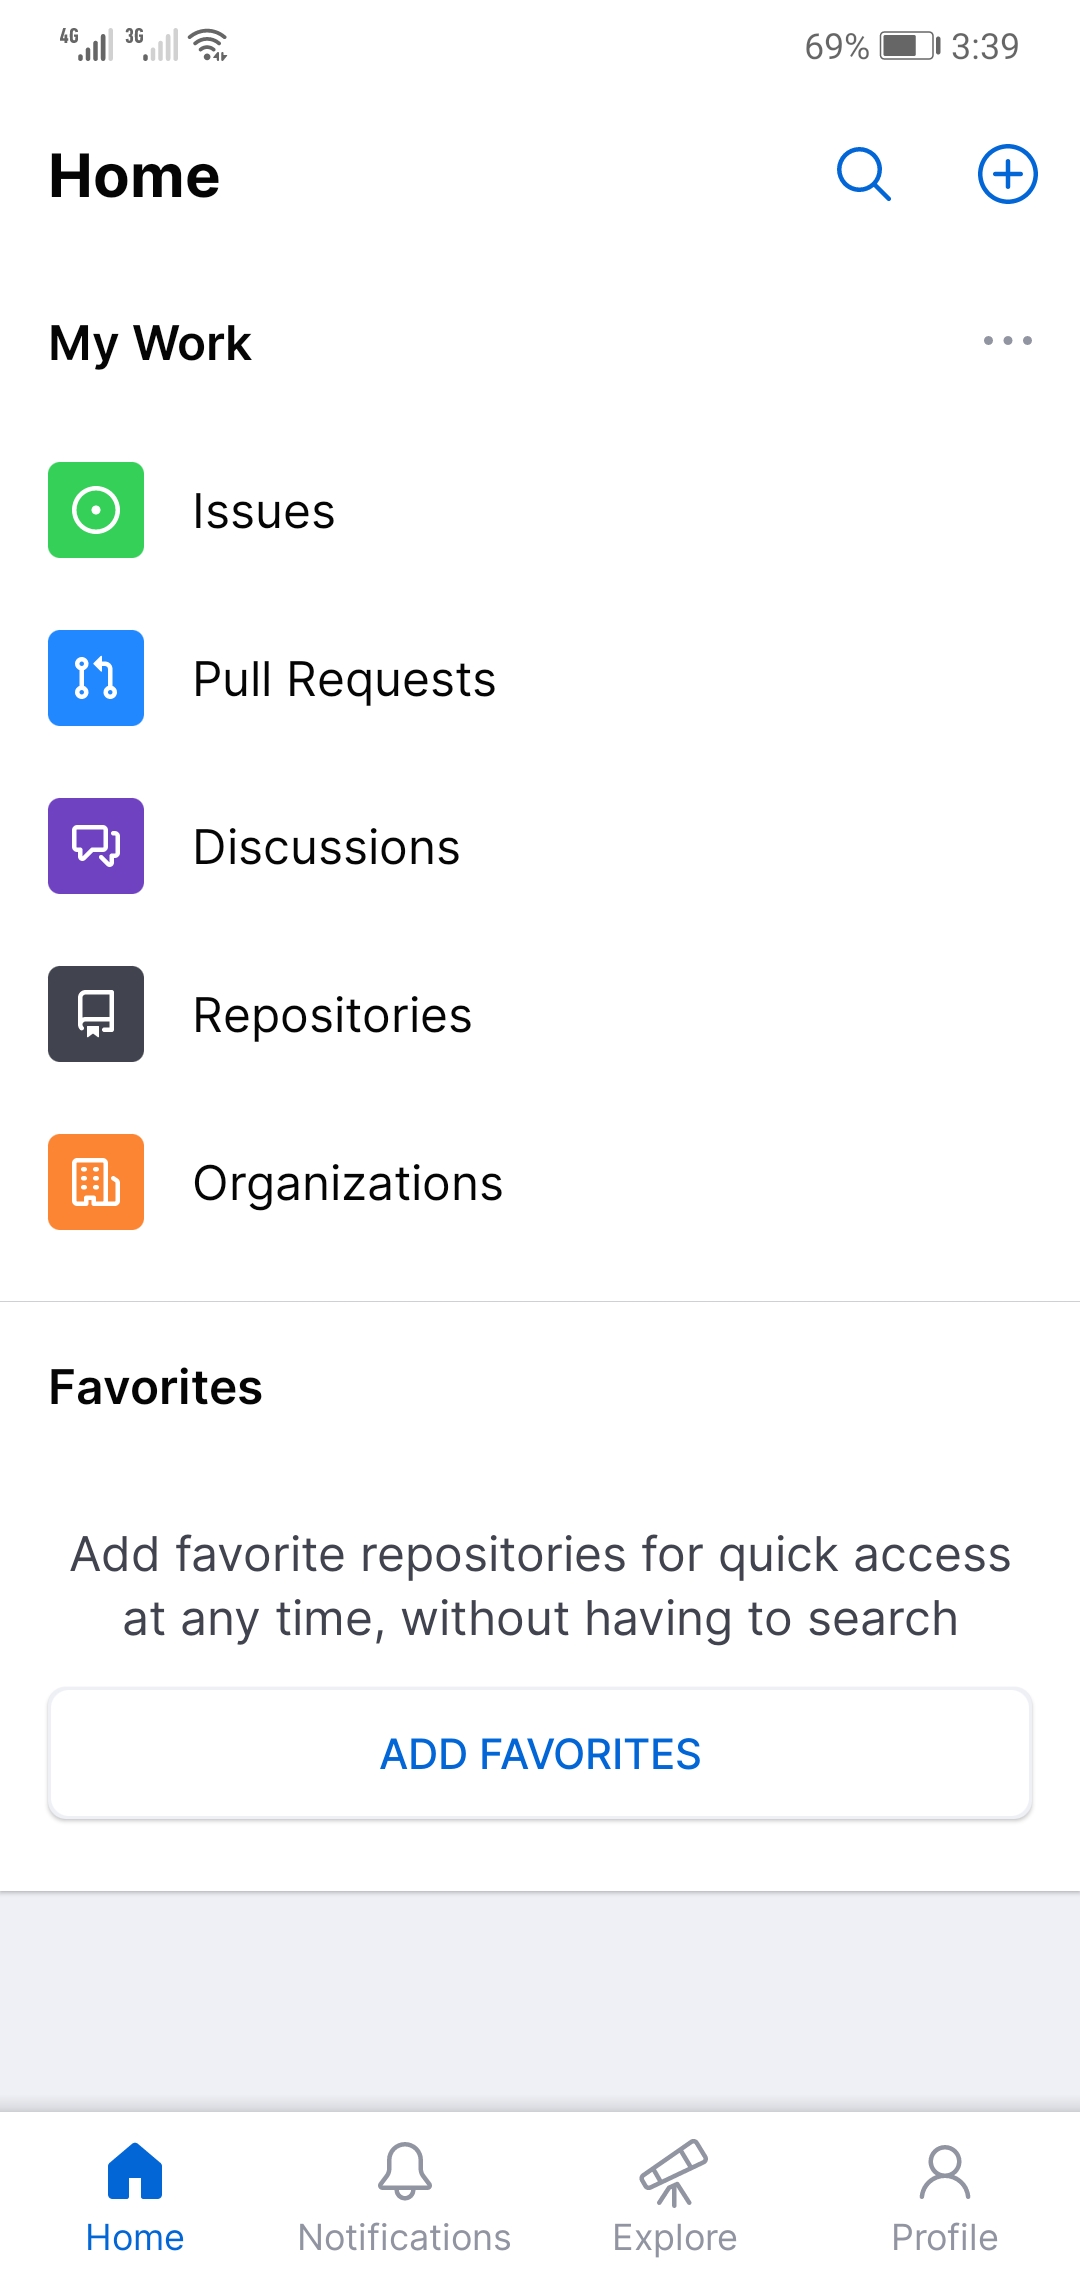 4G 3G 69% 3:39
Home
My Work
Issues
Pull Requests
Discussions
Repositories
Organizations
Favorites
Add favorite repositories for quick access
at any time, without having to search
ADD FAVORITES
Home Notifications Explore Profile